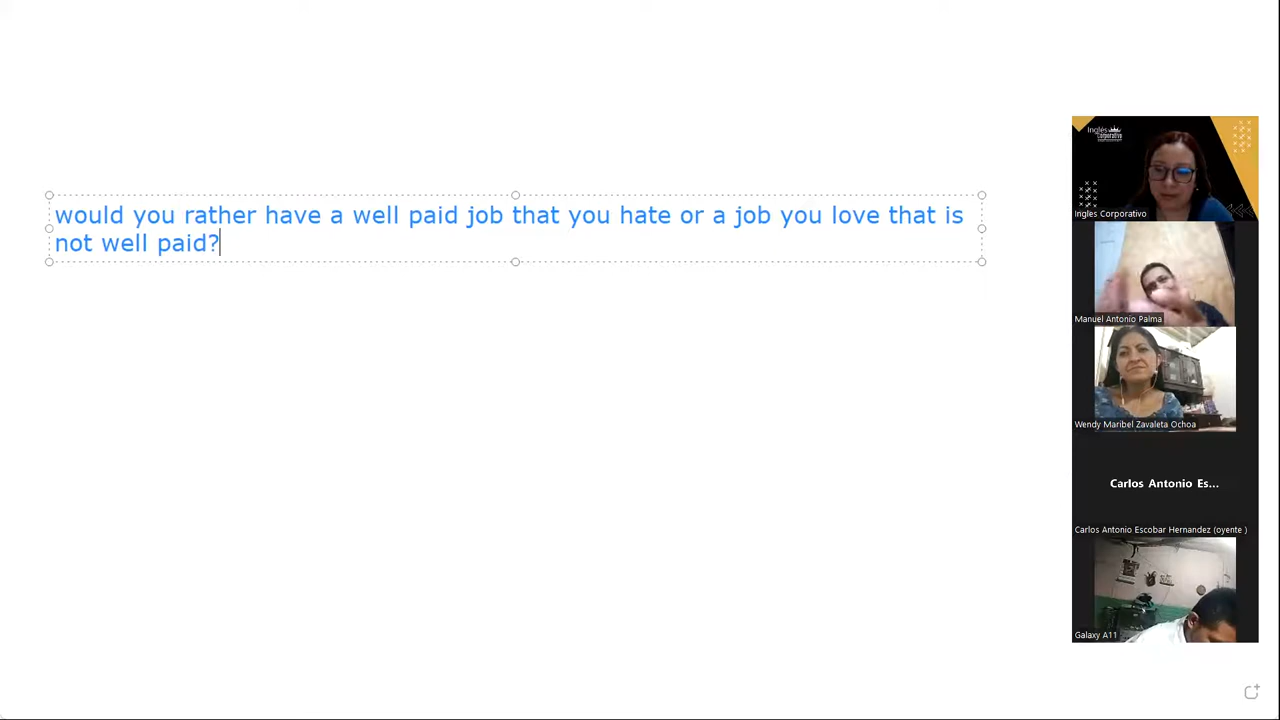 would you rather have a well paid job that you hate or a job you love that is
not well paid?
Inglés
Corporativo
Ingles Corporativo
Manuel Antonio Palma
Wendy Maribel Zavaleta Ochoa
Carlos Antonio Es...
Carlos Antonio Escobar Hernandez (oyente )
Galaxy A11